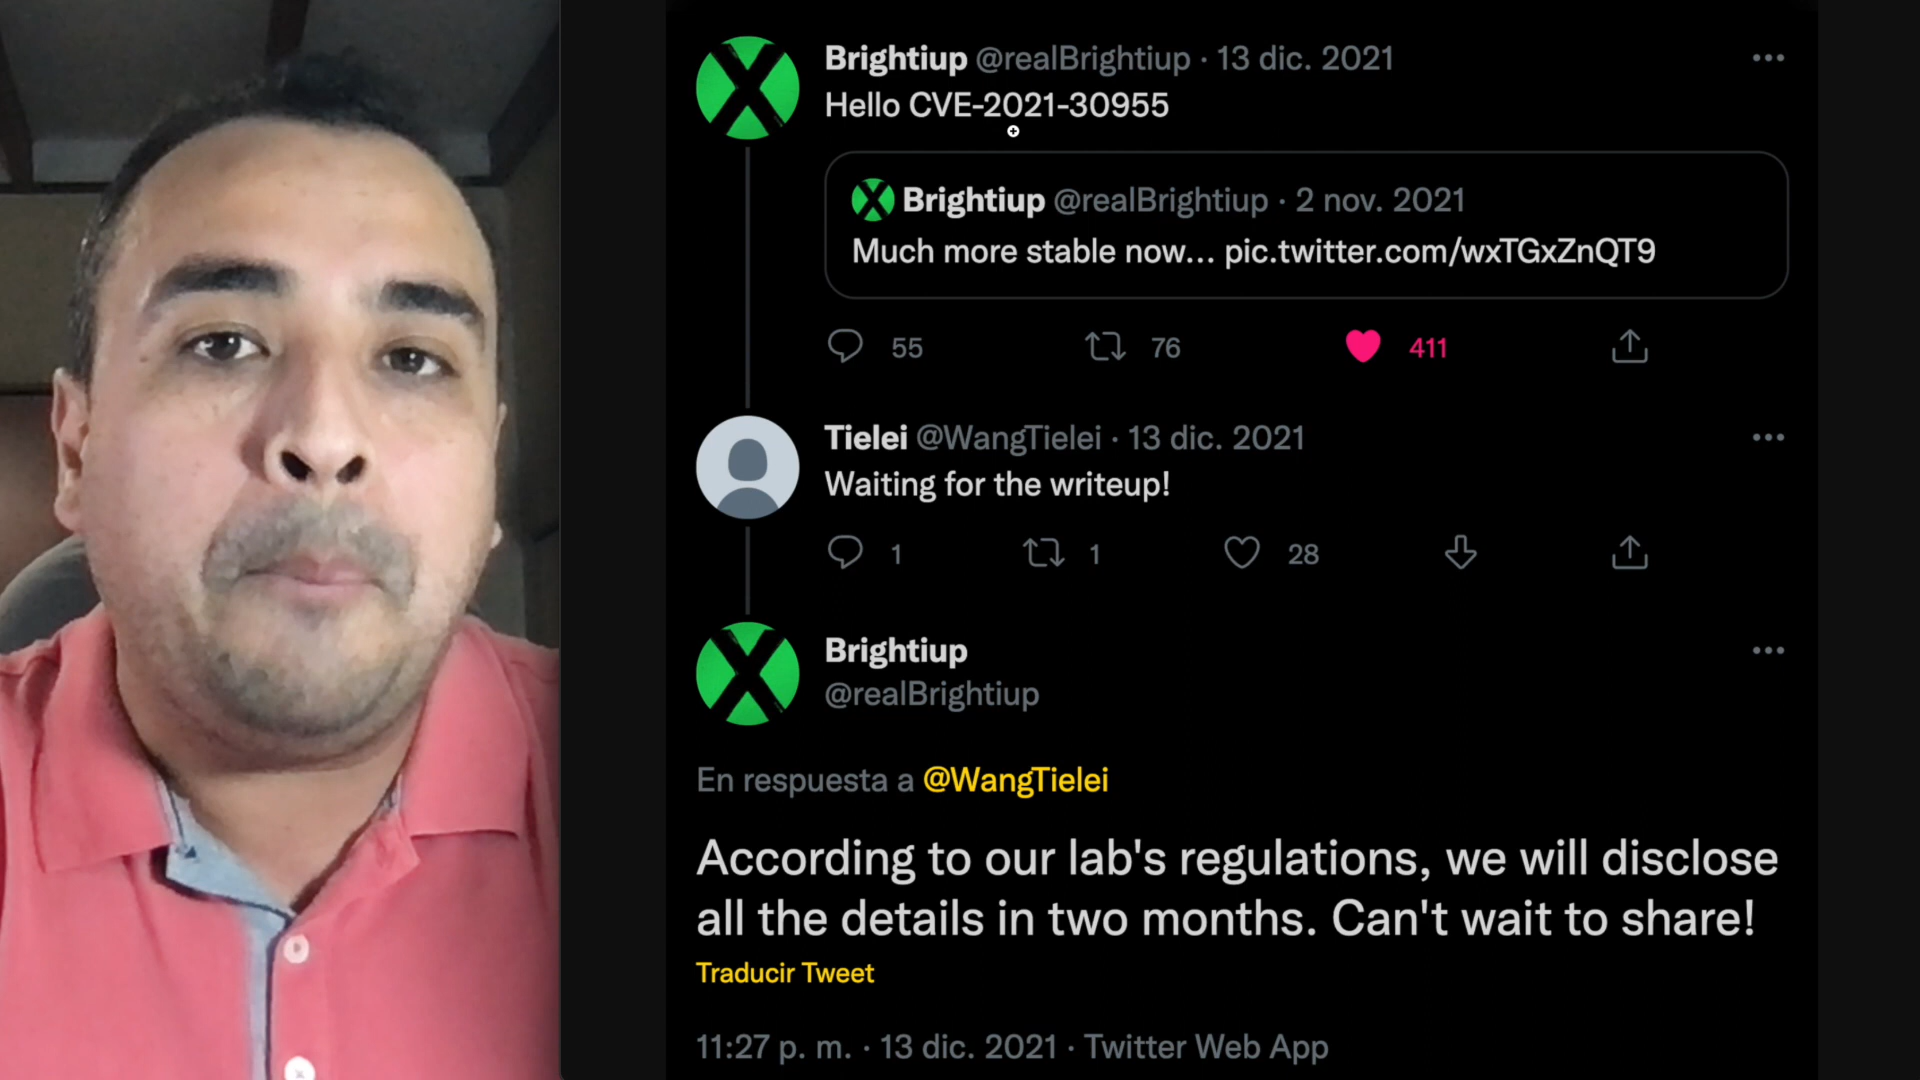 Brightiup @realBrightiup · 13 dic. 2021
Hello CVE-2021-30955
Brightiup @realBrightiup · 2 nov. 2021
Much more stable now... pic.twitter.com/wxTGxZnQT9
55 76 411
Tielei @WangTielei · 13 dic. 2021
Waiting for the writeup!
1 1 28
Brightiup
@realBrightiup
En respuesta a @WangTielei
According to our lab's regulations, we will disclose
all the details in two months. Can't wait to share!
Traducir Tweet
11:27 p. m. · 13 dic. 2021 · Twitter Web App